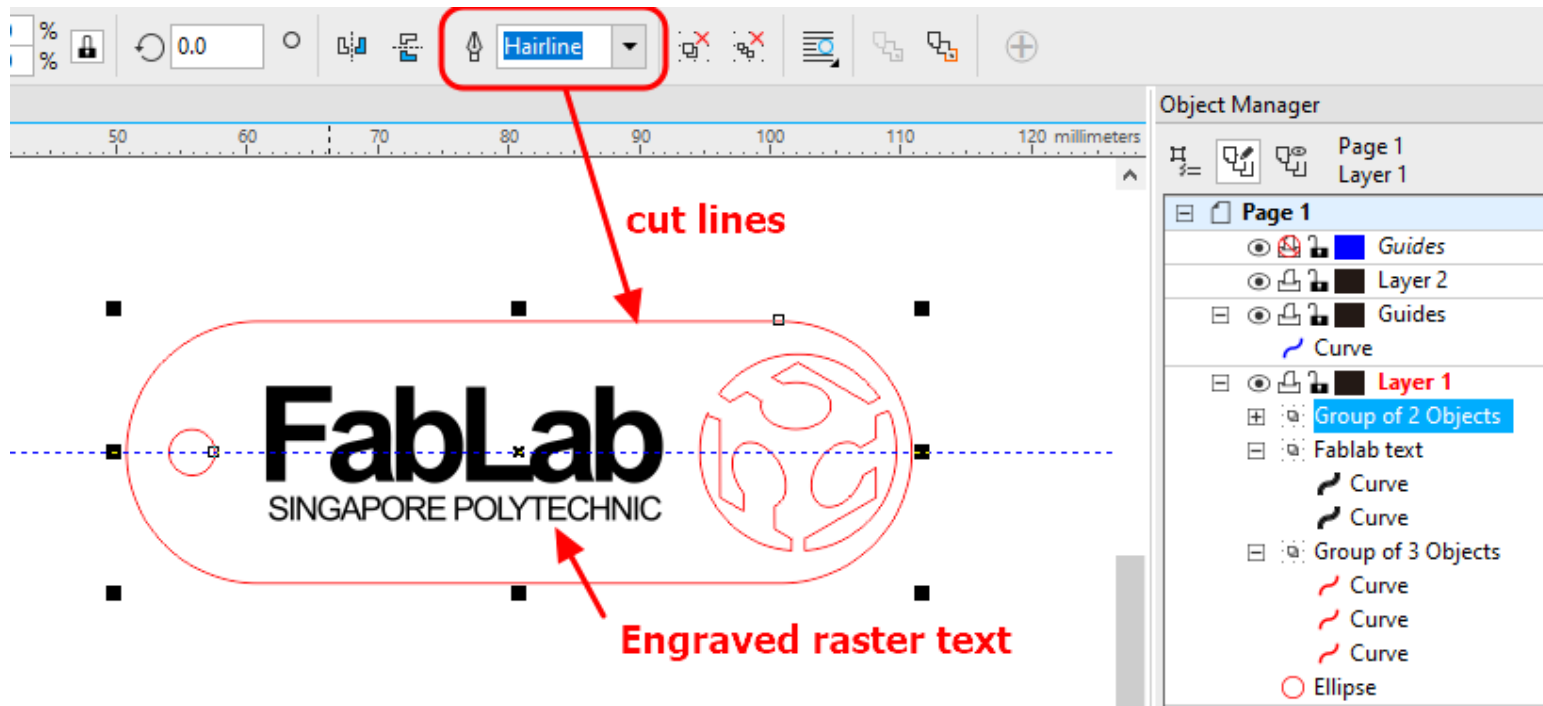 %
%
0.0
Hairline
50 60 70 80 90 100 110 120 millimeters
cut lines
FabLab
SINGAPORE POLYTECHNIC
Engraved raster text
Object Manager
Page 1
Layer 1
Page 1
Guides
Layer 2
Guides
Curve
Layer 1
Group of 2 Objects
Fablab text
Curve
Curve
Group of 3 Objects
Curve
Curve
Curve
Ellipse